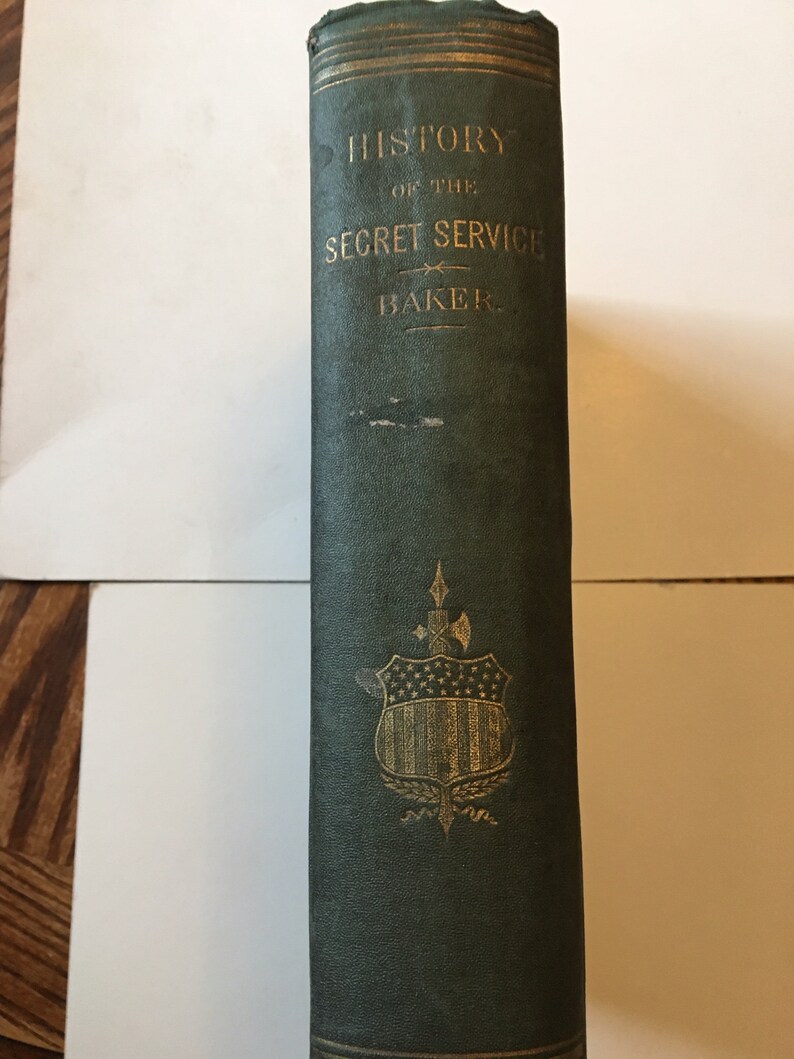 HISTORY
OF THE
SECRET SERVICE
BAKER.